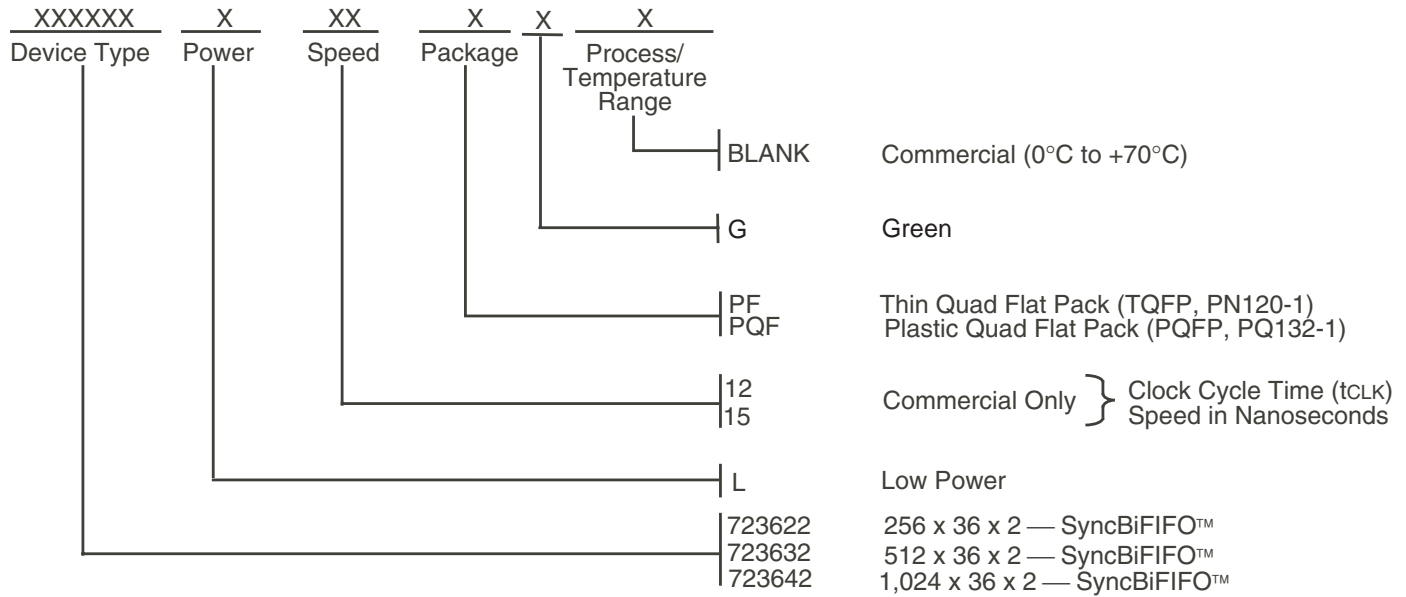 XXXXXX X XX X X X
Device Type Power Speed Package Process/
Temperature
Range
BLANK Commercial (0°C to +70°C)
G Green
PF Thin Quad Flat Pack (TQFP, PN120-1)
PQF Plastic Quad Flat Pack (PQFP, PQ132-1)
12
15
Commercial Only } Clock Cycle Time (tCLK)
Speed in Nanoseconds
L Low Power
723622 256 x 36 x 2 — SyncBiFIFO™
723632 512 x 36 x 2 — SyncBiFIFO™
723642 1,024 x 36 x 2 — SyncBiFIFO™